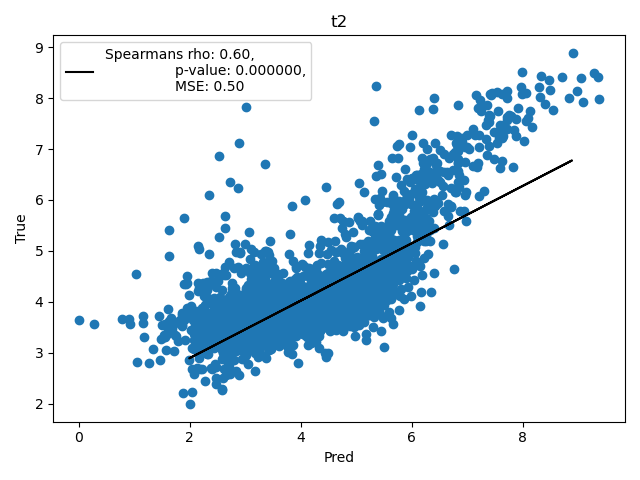 t2
Spearmans rho: 0.60,
p-value: 0.000000,
MSE: 0.50
True
9
8
7
6
5
4
3
2
0 2 4 6 8
Pred